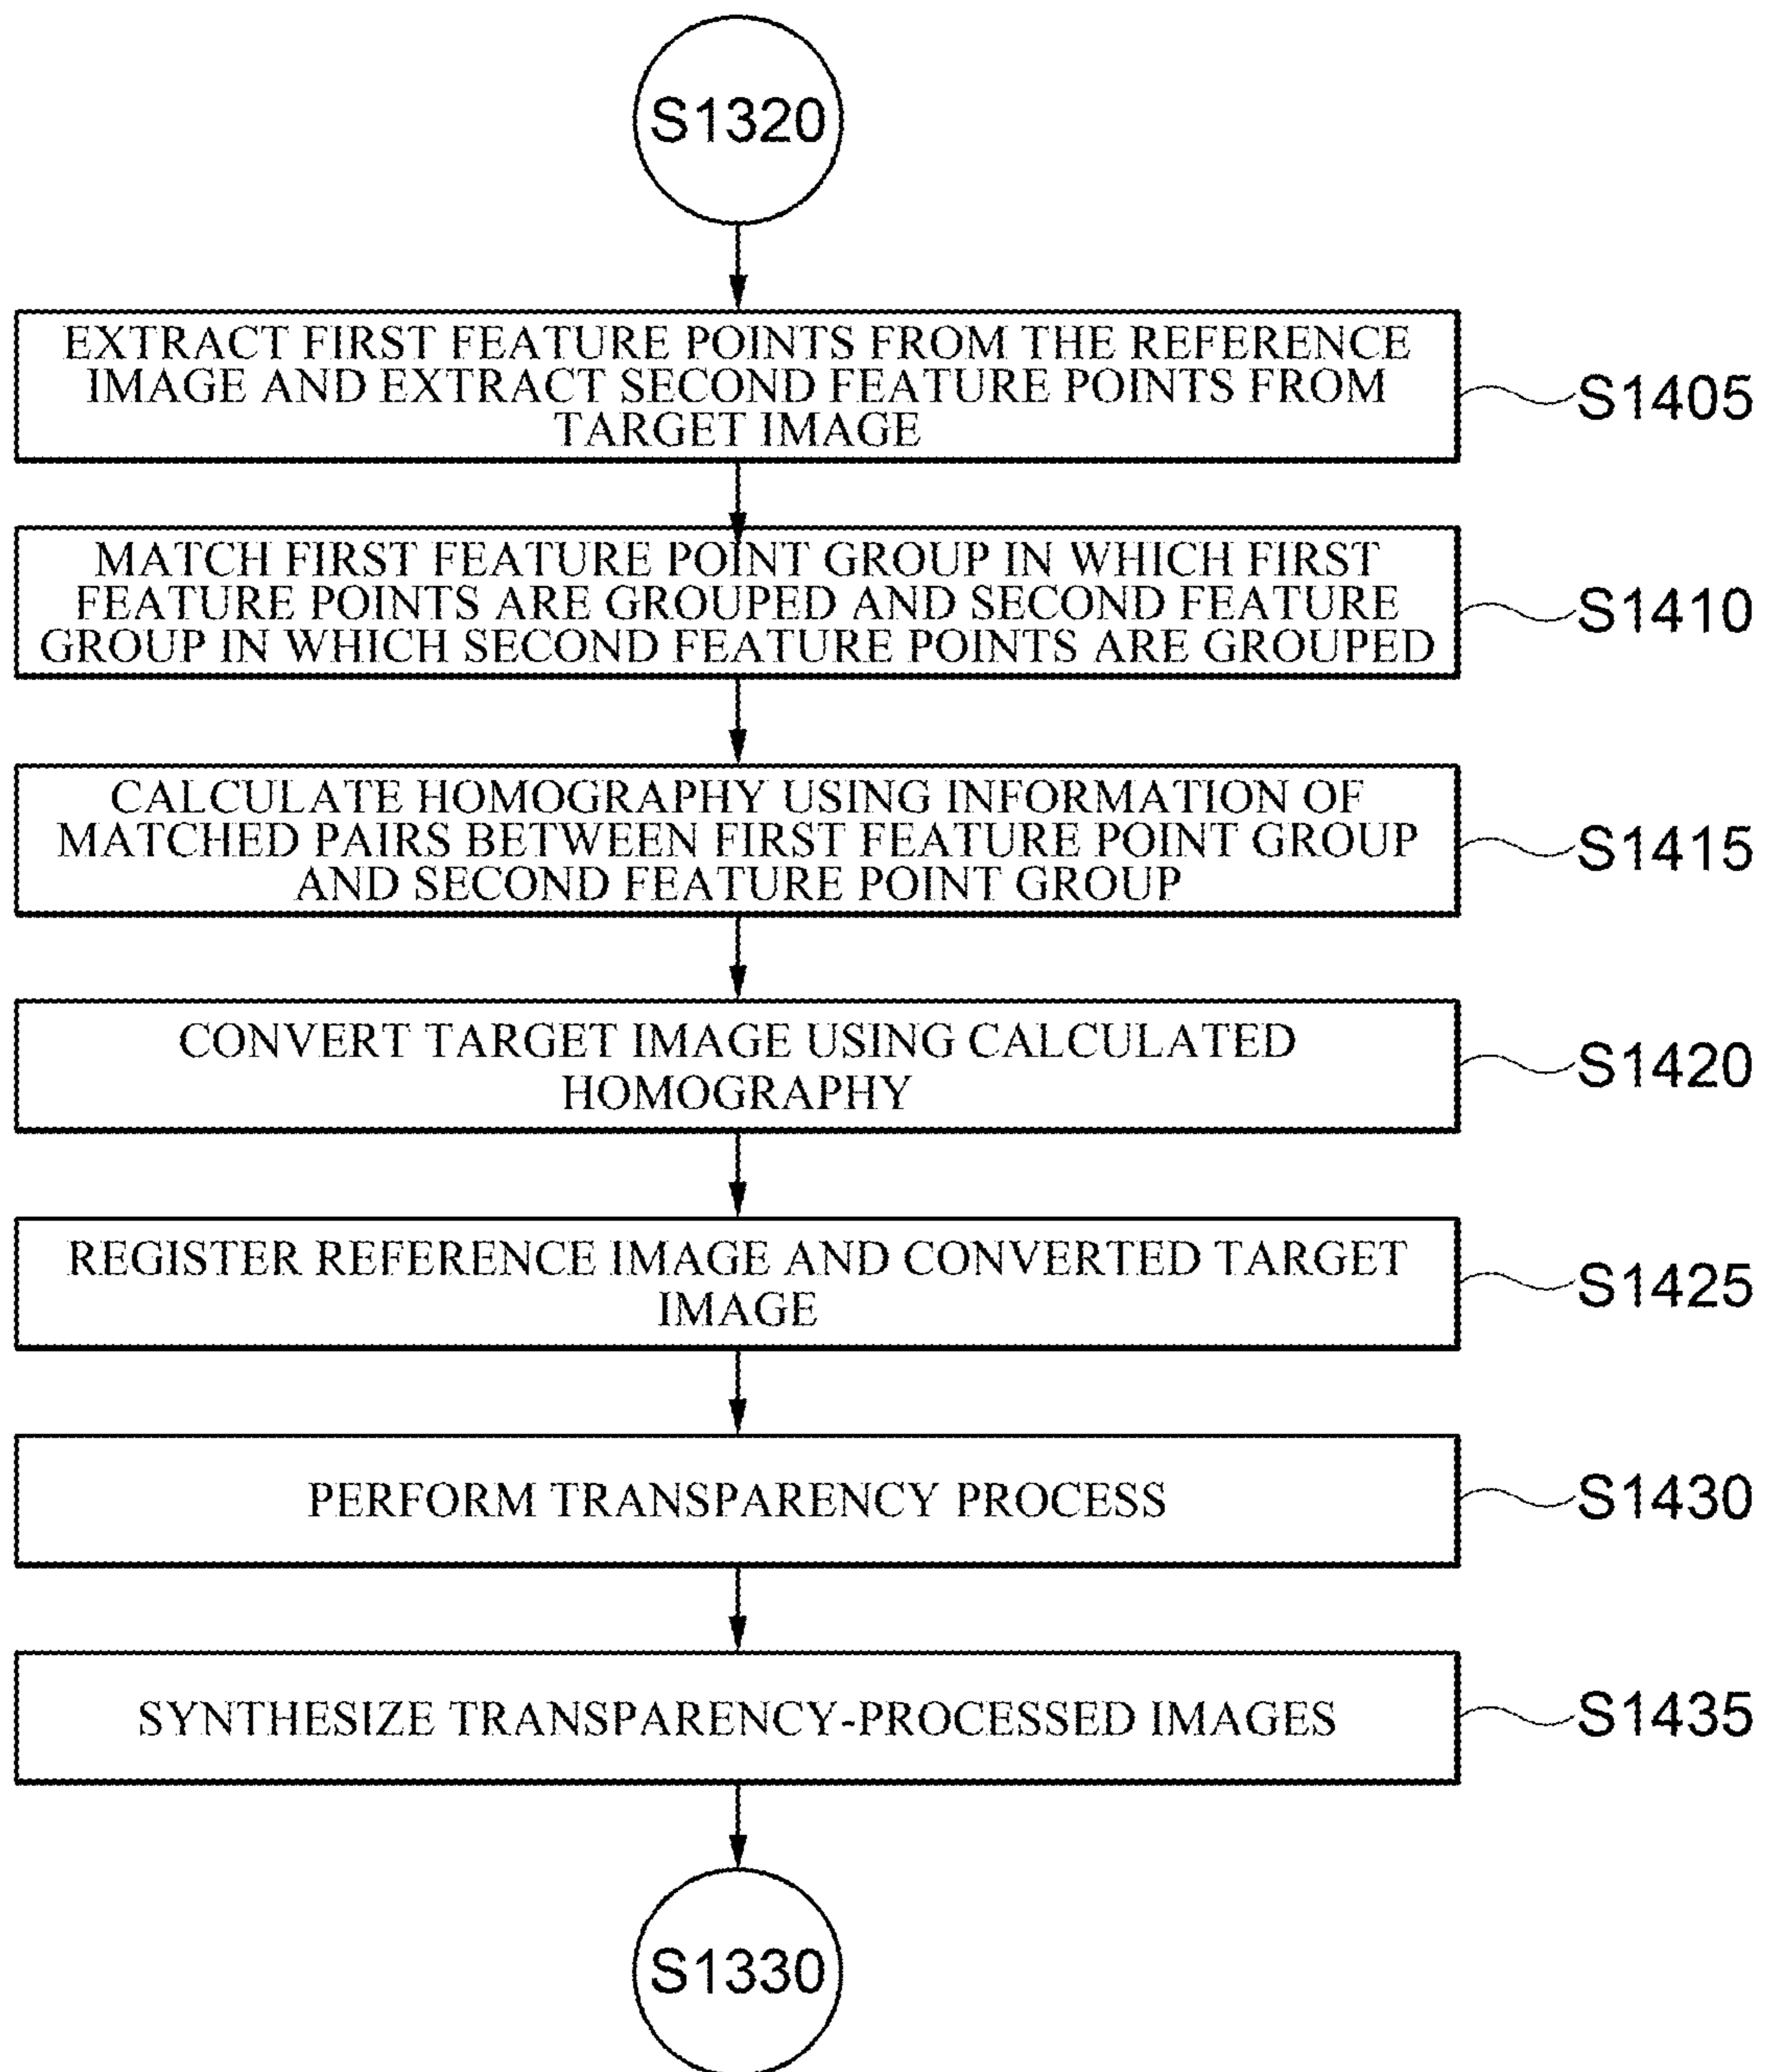 S1320
EXTRACT FIRST FEATURE POINTS FROM THE REFERENCE
IMAGE AND EXTRACT SECOND FEATURE POINTS FROM
TARGET IMAGE
S1405
MATCH FIRST FEATURE POINT GROUP IN WHICH FIRST
FEATURE POINTS ARE GROUPED AND SECOND FEATURE
GROUP IN WHICH SECOND FEATURE POINTS ARE GROUPED
S1410
CALCULATE HOMOGRAPHY USING INFORMATION OF
MATCHED PAIRS BETWEEN FIRST FEATURE POINT GROUP
AND SECOND FEATURE POINT GROUP
S1415
CONVERT TARGET IMAGE USING CALCULATED
HOMOGRAPHY
S1420
REGISTER REFERENCE IMAGE AND CONVERTED TARGET
IMAGE
S1425
PERFORM TRANSPARENCY PROCESS
S1430
SYNTHESIZE TRANSPARENCY-PROCESSED IMAGES
S1435
S1330